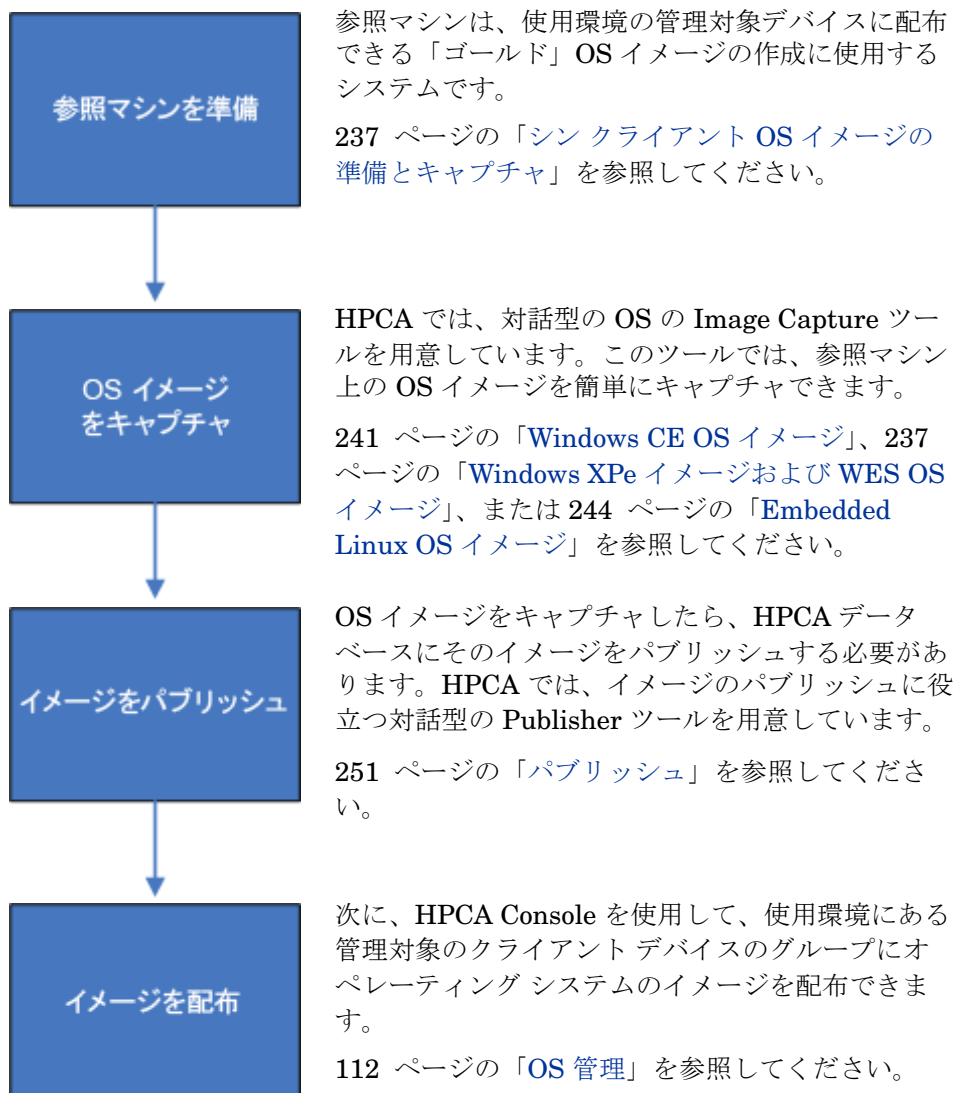 参照マシンを準備
参照マシンは、使用環境の管理対象デバイスに配布
できる「ゴールド」OS イメージの作成に使用する
システムです。
237 ページの「シン クライアント OS イメージの
準備とキャプチャ」を参照してください。
OS イメージ
をキャプチャ
HPCA では、対話型の OS の Image Capture ツー
ルを用意しています。このツールでは、参照マシン
上の OS イメージを簡単にキャプチャできます。
241 ページの「Windows CE OS イメージ」、237
ページの「Windows XPe イメージおよび WES OS
イメージ」、または 244 ページの「Embedded
Linux OS イメージ」を参照してください。
イメージをパブリッシュ
OS イメージをキャプチャしたら、HPCA データ
ベースにそのイメージをパブリッシュする必要があ
ります。HPCA では、イメージのパブリッシュに役
立つ対話型の Publisher ツールを用意しています。
251 ページの「パブリッシュ」を参照してくださ
い。
イメージを配布
次に、HPCA Console を使用して、使用環境にある
管理対象のクライアント デバイスのグループにオ
ペレーティング システムのイメージを配布できま
す。
112 ページの「OS 管理」を参照してください。